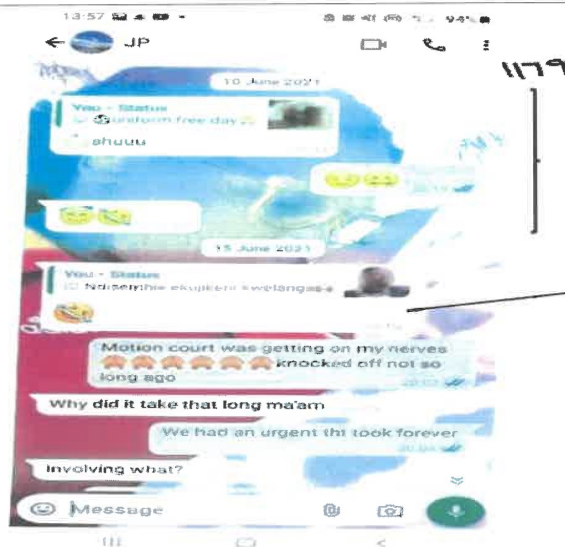 13:57
94%
JP
1179
10 June 2021
You - Status
uniform free day
shuuu
15 June 2021
You - Status
Motion court was getting on my nerves
knocked off not so
long ago
Why did it take that long ma'am
We had an urgent tht took forever
Involving what?
Message